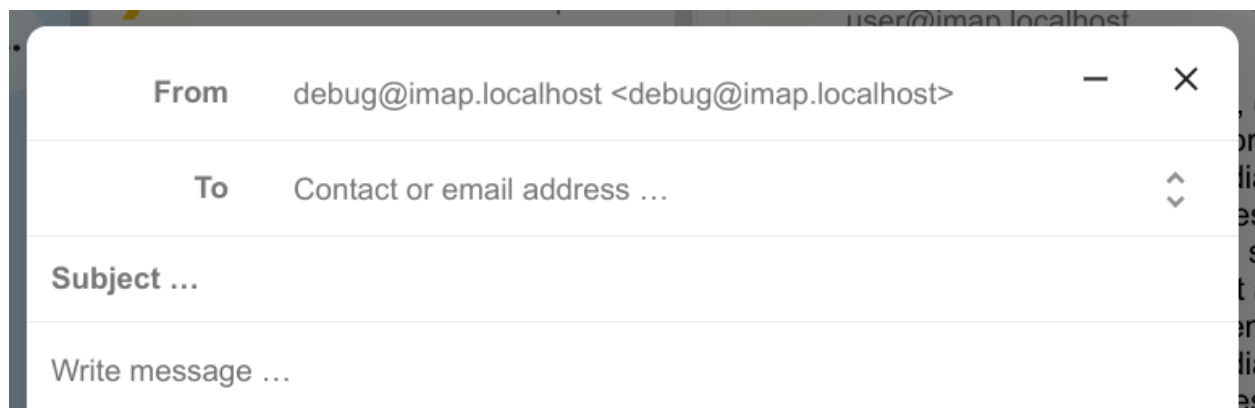 user@imap.localhost
From debug@imap.localhost <debug@imap.localhost>
To Contact or email address …
Subject …
Write message …